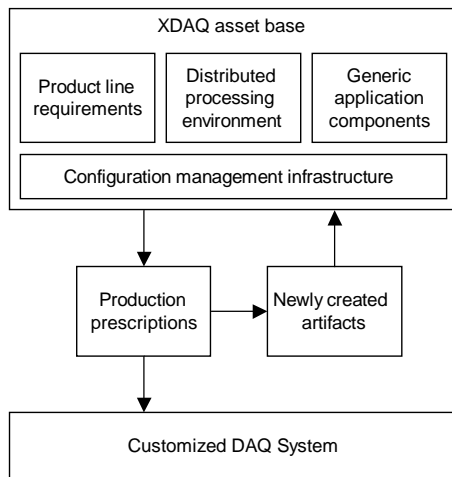 XDAQ asset base
Product line
requirements
Distributed
processing
environment
Generic
application
components
Configuration management infrastructure
Production
prescriptions
Newly created
artifacts
Customized DAQ System